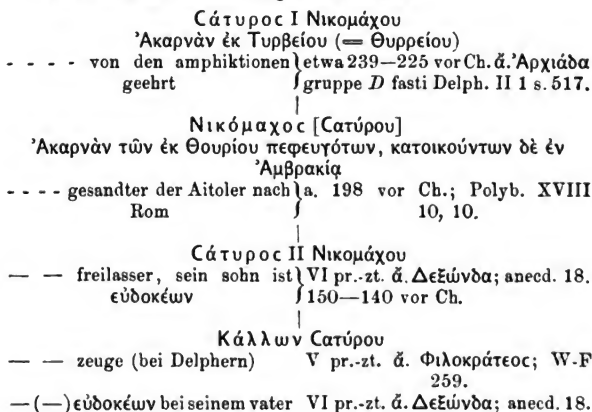 Cάτυρος I Νικομάχου
Ἀκαρνὰν ἐκ Τυρβείου (= Θυρρείου)
- - - - von den amphiktionen } etwa 239—225 vor Ch. ἄ. Ἀρχιάδα
geehrt } gruppe D fasti Delph. II 1 s. 517.
|
Νικόμαχος [Cατύρου]
Ἀκαρνὰν τῶν ἐκ Θουρίου πεφευγότων, κατοικούντων δὲ ἐν
Ἀμβρακίᾳ
- - - - gesandter der Aitoler nach } a. 198 vor Ch.; Polyb. XVIII
Rom } 10, 10.
|
Cάτυρος II Νικομάχου
— — freilasser, sein sohn ist } VI pr.-zt. ἄ. Δεξώνδα; anecd. 18.
εὐδοκέων } 150—140 vor Ch.
|
Κάλλων Cατύρου
— — zeuge (bei Delphern) V pr.-zt. ἄ. Φιλοκράτεος; W-F
259.
—(—) εὐδοκέων bei seinem vater VI pr.-zt. ἄ. Δεξώνδα; anecd. 18.